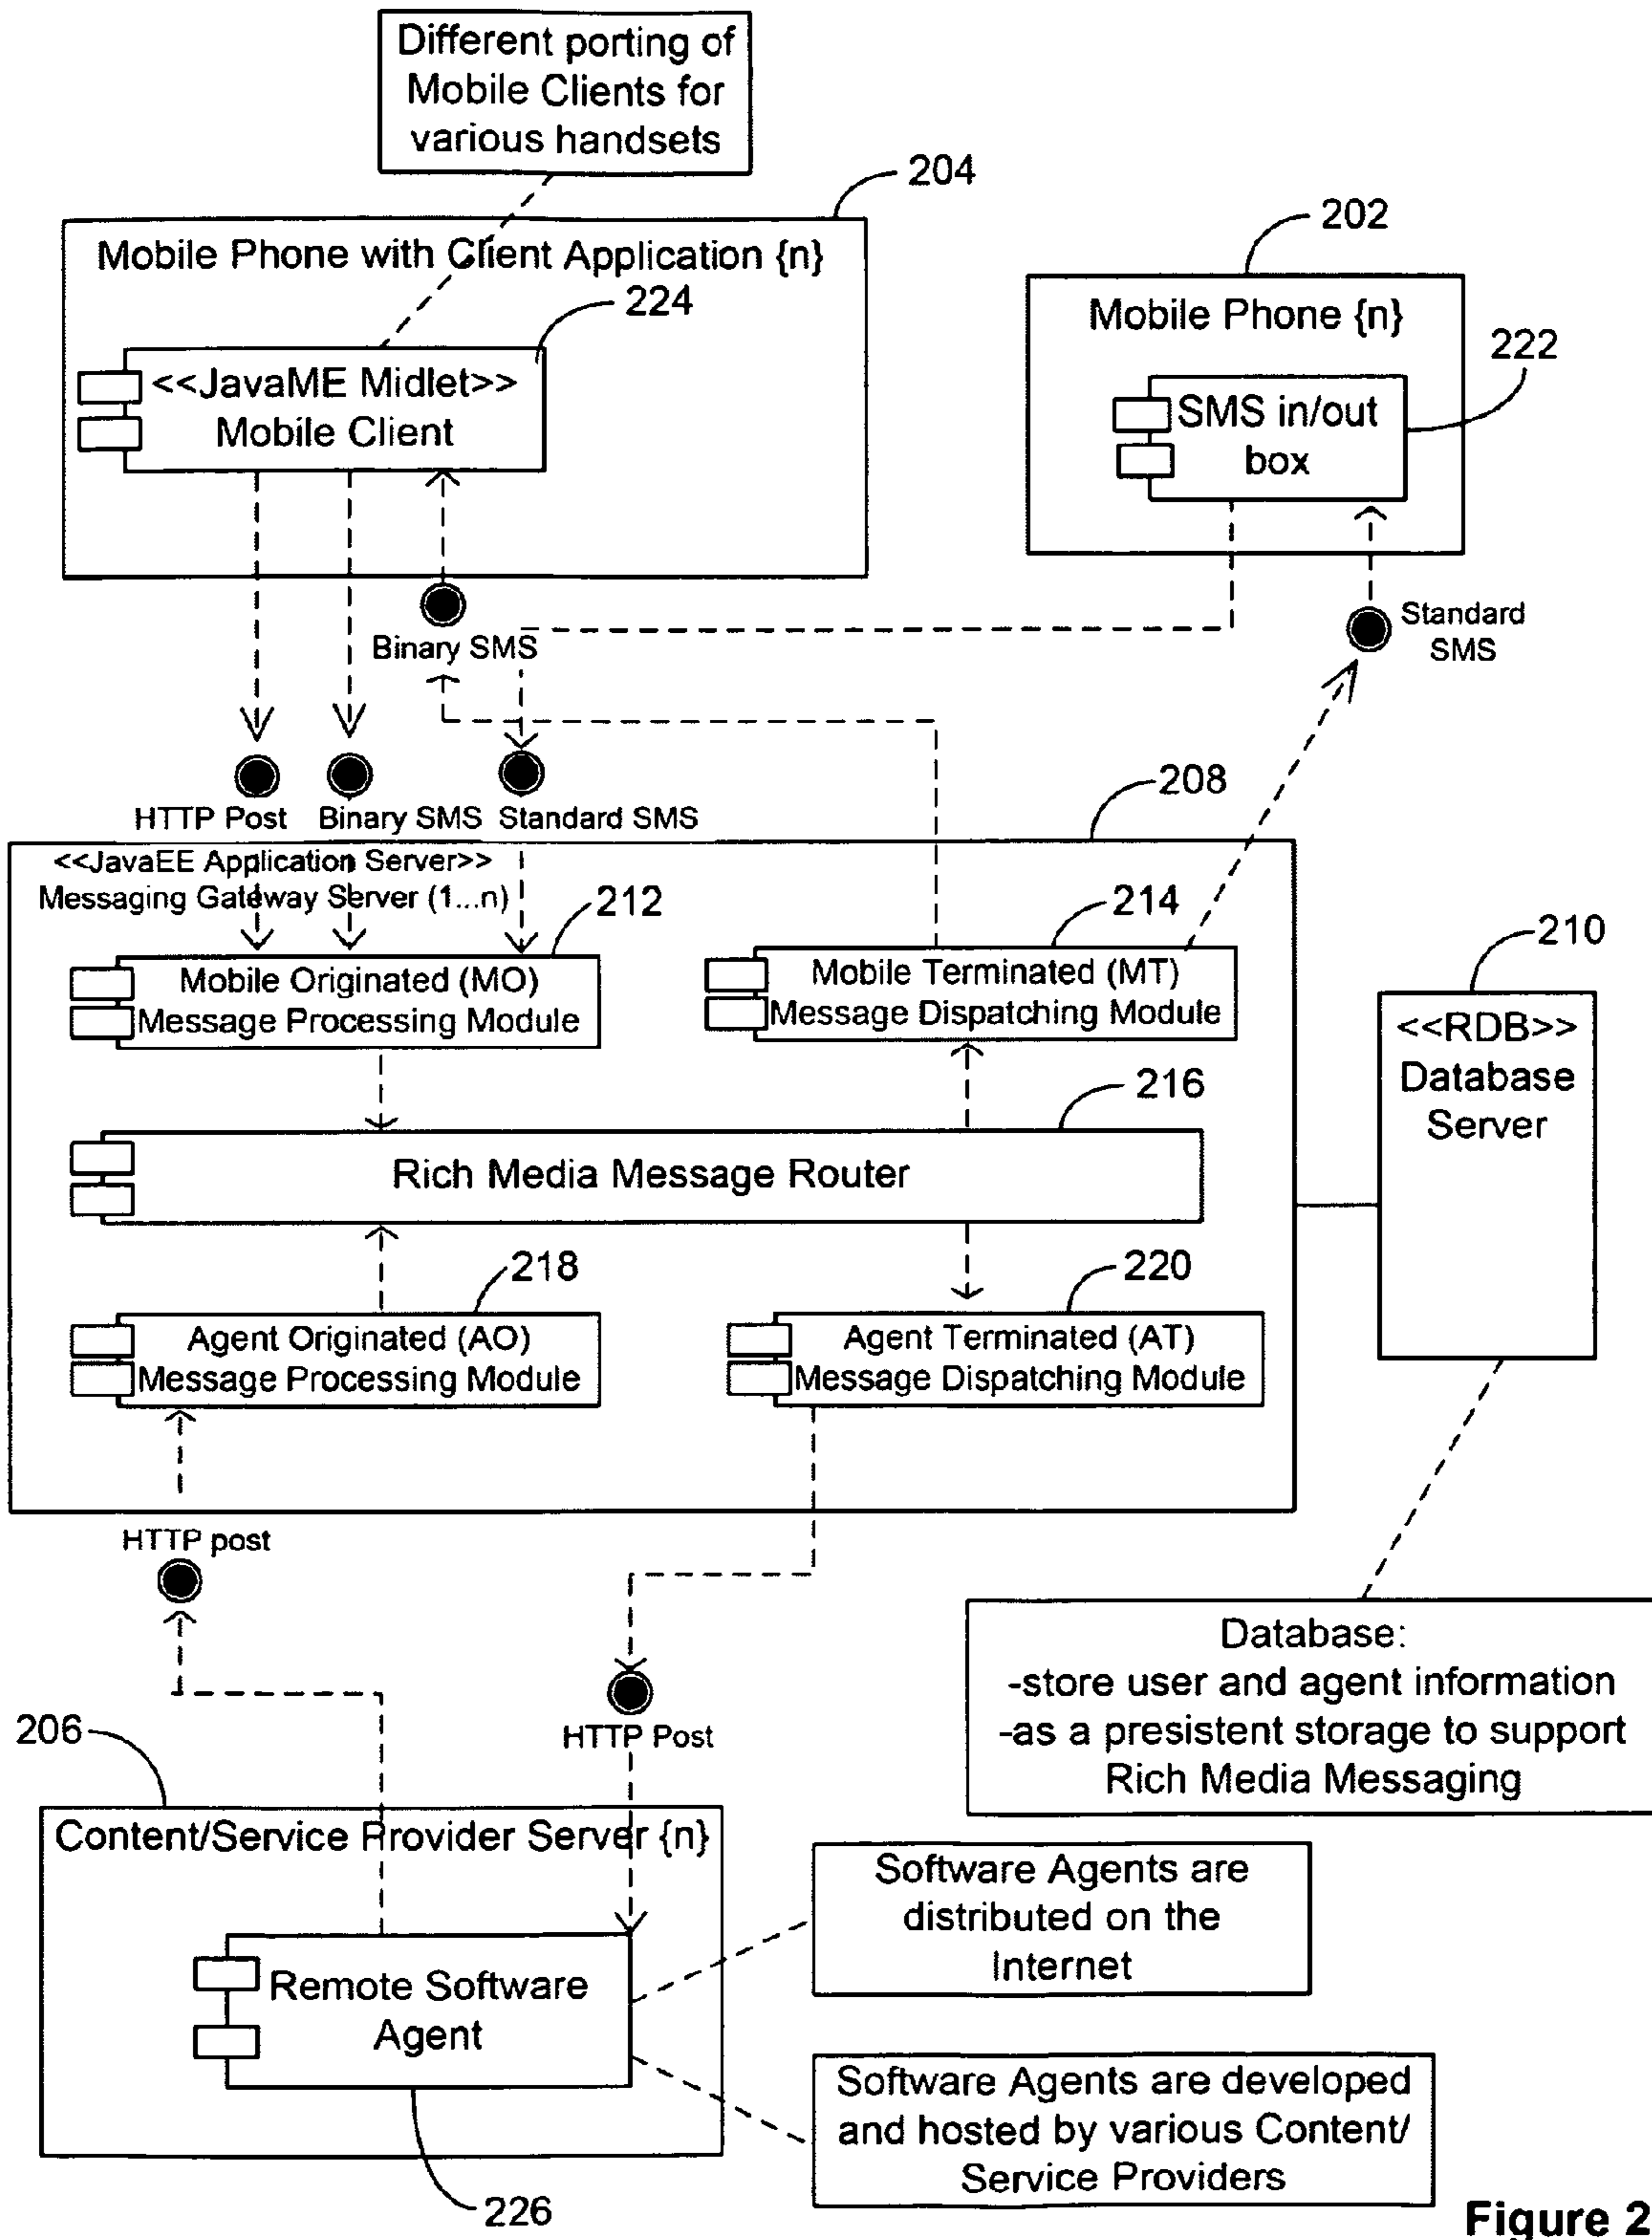 Different porting of
Mobile Clients for
various handsets
204
Mobile Phone with Client Application {n}
224
<<JavaME Midlet>>
Mobile Client
202
Mobile Phone {n}
222
SMS in/out
box
Binary SMS
Standard
SMS
HTTP Post
Binary SMS
Standard SMS
208
<<JavaEE Application Server>>
Messaging Gateway Server (1...n)
212
Mobile Originated (MO)
Message Processing Module
214
Mobile Terminated (MT)
Message Dispatching Module
210
<<RDB>>
Database
Server
216
Rich Media Message Router
218
Agent Originated (AO)
Message Processing Module
220
Agent Terminated (AT)
Message Dispatching Module
HTTP post
HTTP Post
Database:
-store user and agent information
-as a presistent storage to support
Rich Media Messaging
206
Content/Service Provider Server {n}
Remote Software
Agent
226
Software Agents are
distributed on the
Internet
Software Agents are developed
and hosted by various Content/
Service Providers
Figure 2